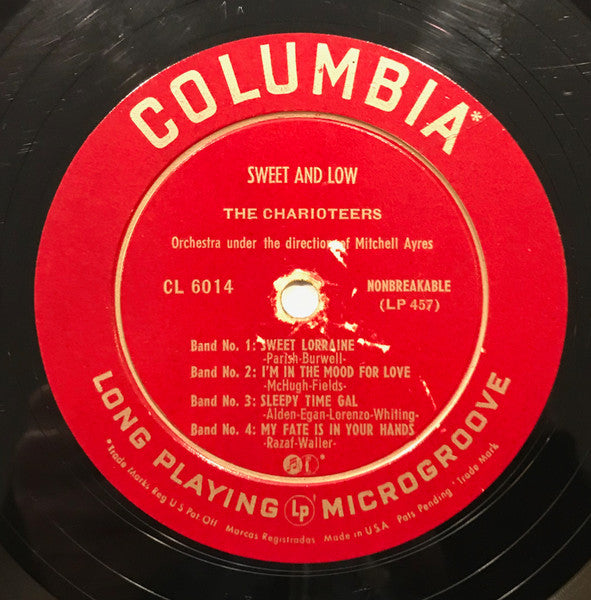 COLUMBIA*
SWEET AND LOW
THE CHARIOTEERS
Orchestra under the direction of Mitchell Ayres
CL 6014
NONBREAKABLE
(LP 457)
Band No. 1: SWEET LORRAINE
-Parish-Burwell-
Band No. 2: I'M IN THE MOOD FOR LOVE
-McHugh-Fields-
Band No. 3: SLEEPY TIME GAL
-Alden-Egan-Lorenzo-Whiting-
Band No. 4: MY FATE IS IN YOUR HANDS
-Razaf-Waller-
LONG PLAYING Lp MICROGROOVE
*Trade Marks Reg U S Pat Off Marcas Registradas Made in U S A Pats Pending 'Trade Mark